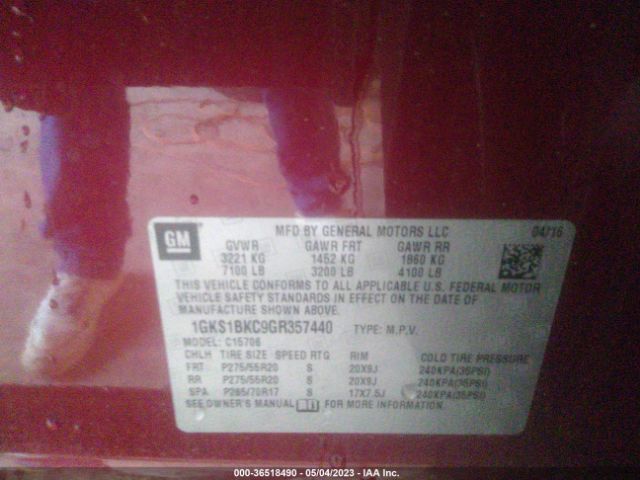 GM
MFD BY GENERAL MOTORS LLC 04/16
GVWR GAWR FRT GAWR RR
3221 KG 1452 KG 1860 KG
7100 LB 3200 LB 4100 LB
THIS VEHICLE CONFORMS TO ALL APPLICABLE U.S. FEDERAL MOTOR
VEHICLE SAFETY STANDARDS IN EFFECT ON THE DATE OF
MANUFACTURE SHOWN ABOVE.
1GKS1BKC9GR357440 TYPE: M.P.V.
MODEL: C15706
CHLH TIRE SIZE SPEED RTG RIM COLD TIRE PRESSURE
FRT P275/55R20 S 20X9J 240KPA(35PSI)
RR P275/55R20 S 20X9J 240KPA(35PSI)
SPA P265/70R17 S 17X7.5J 240KPA(35PSI)
SEE OWNER'S MANUAL FOR MORE INFORMATION.
000-36518490 - 05/04/2023 - IAA Inc.